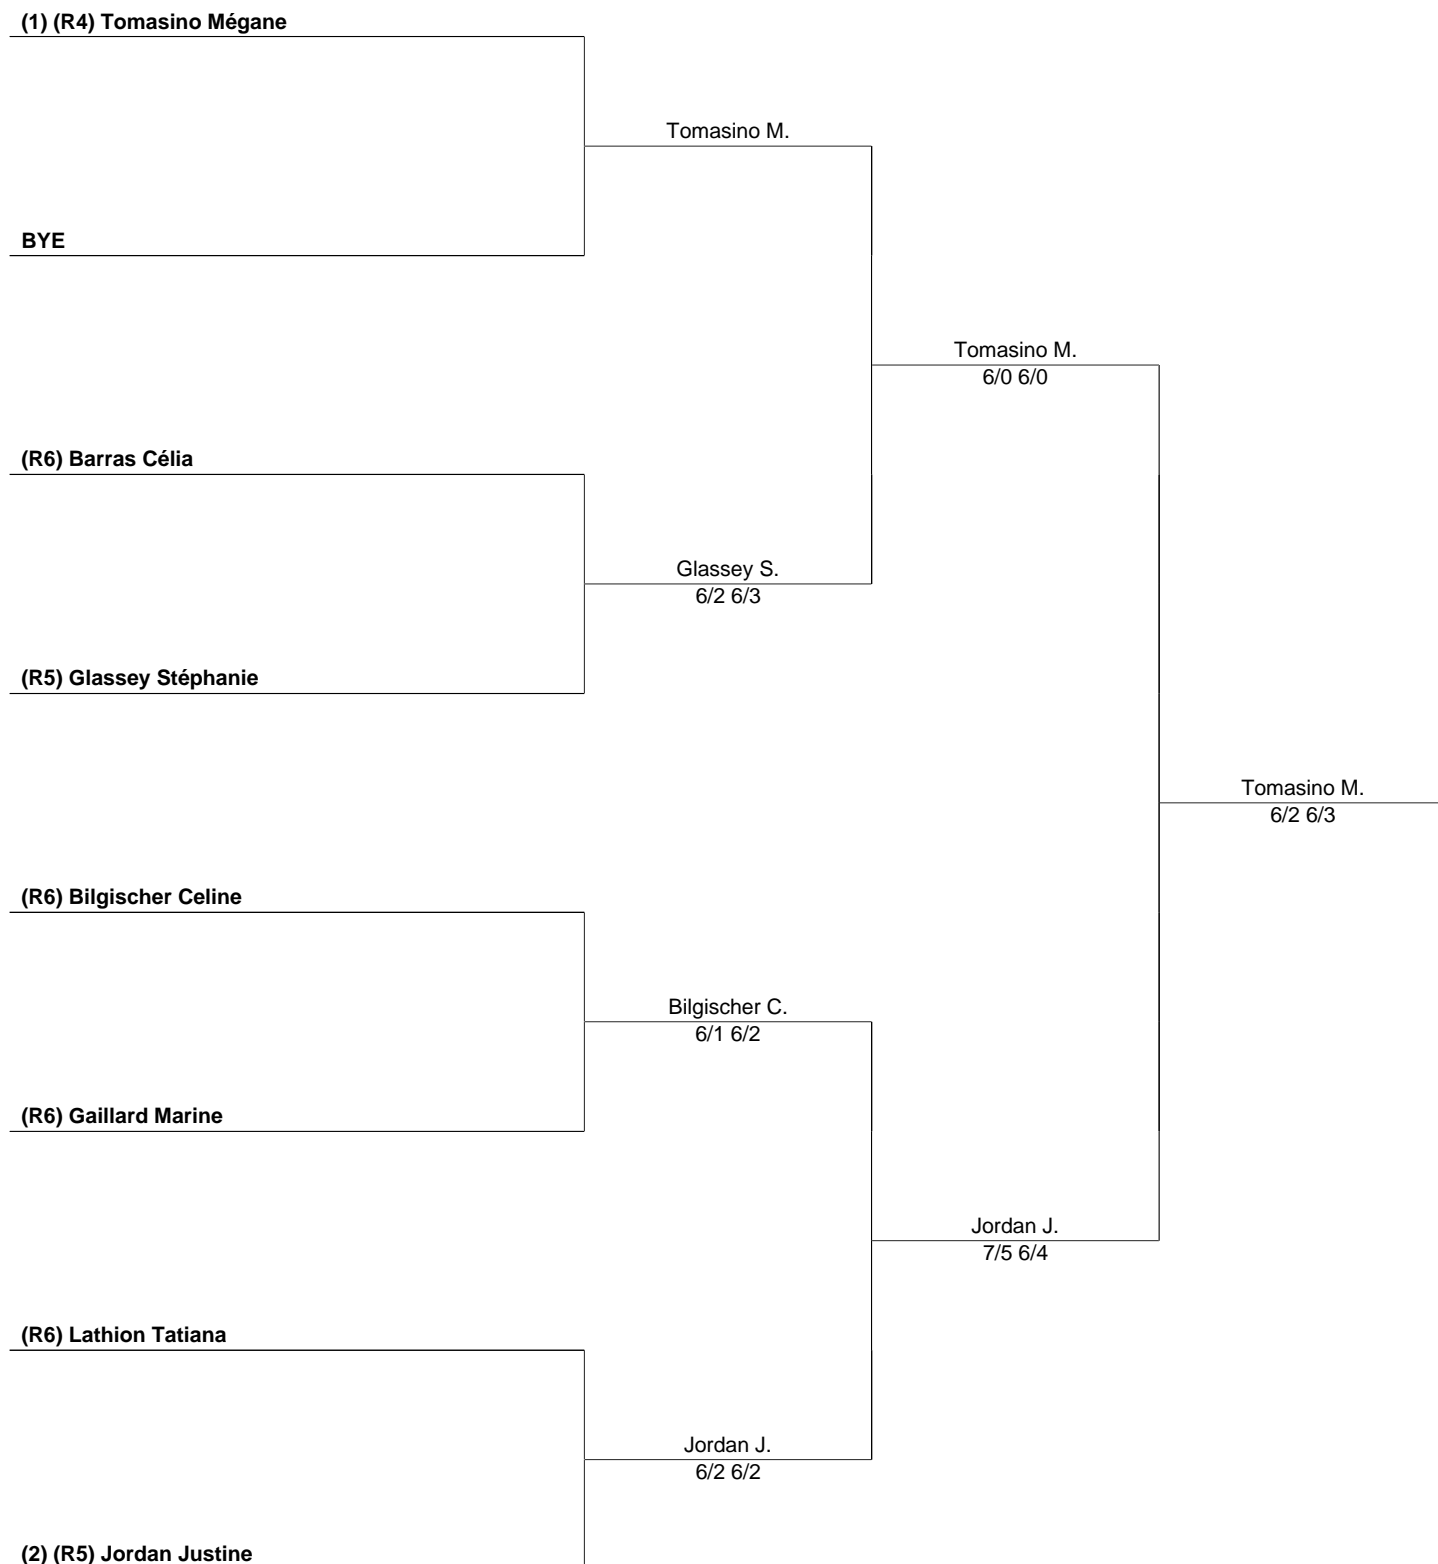 (1) (R4) Tomasino Mégane
Tomasino M.
BYE
Tomasino M.
6/0 6/0
(R6) Barras Célia
Glassey S.
6/2 6/3
(R5) Glassey Stéphanie
Tomasino M.
6/2 6/3
(R6) Bilgischer Celine
Bilgischer C.
6/1 6/2
(R6) Gaillard Marine
Jordan J.
7/5 6/4
(R6) Lathion Tatiana
Jordan J.
6/2 6/2
(2) (R5) Jordan Justine